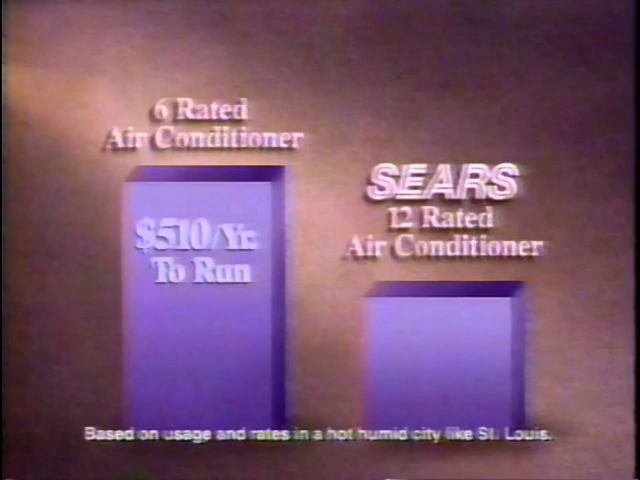 6 Rated
Air Conditioner
$510/Yr.
To Run
SEARS
12 Rated
Air Conditioner
Based on usage and rates in a hot humid city like St. Louis.